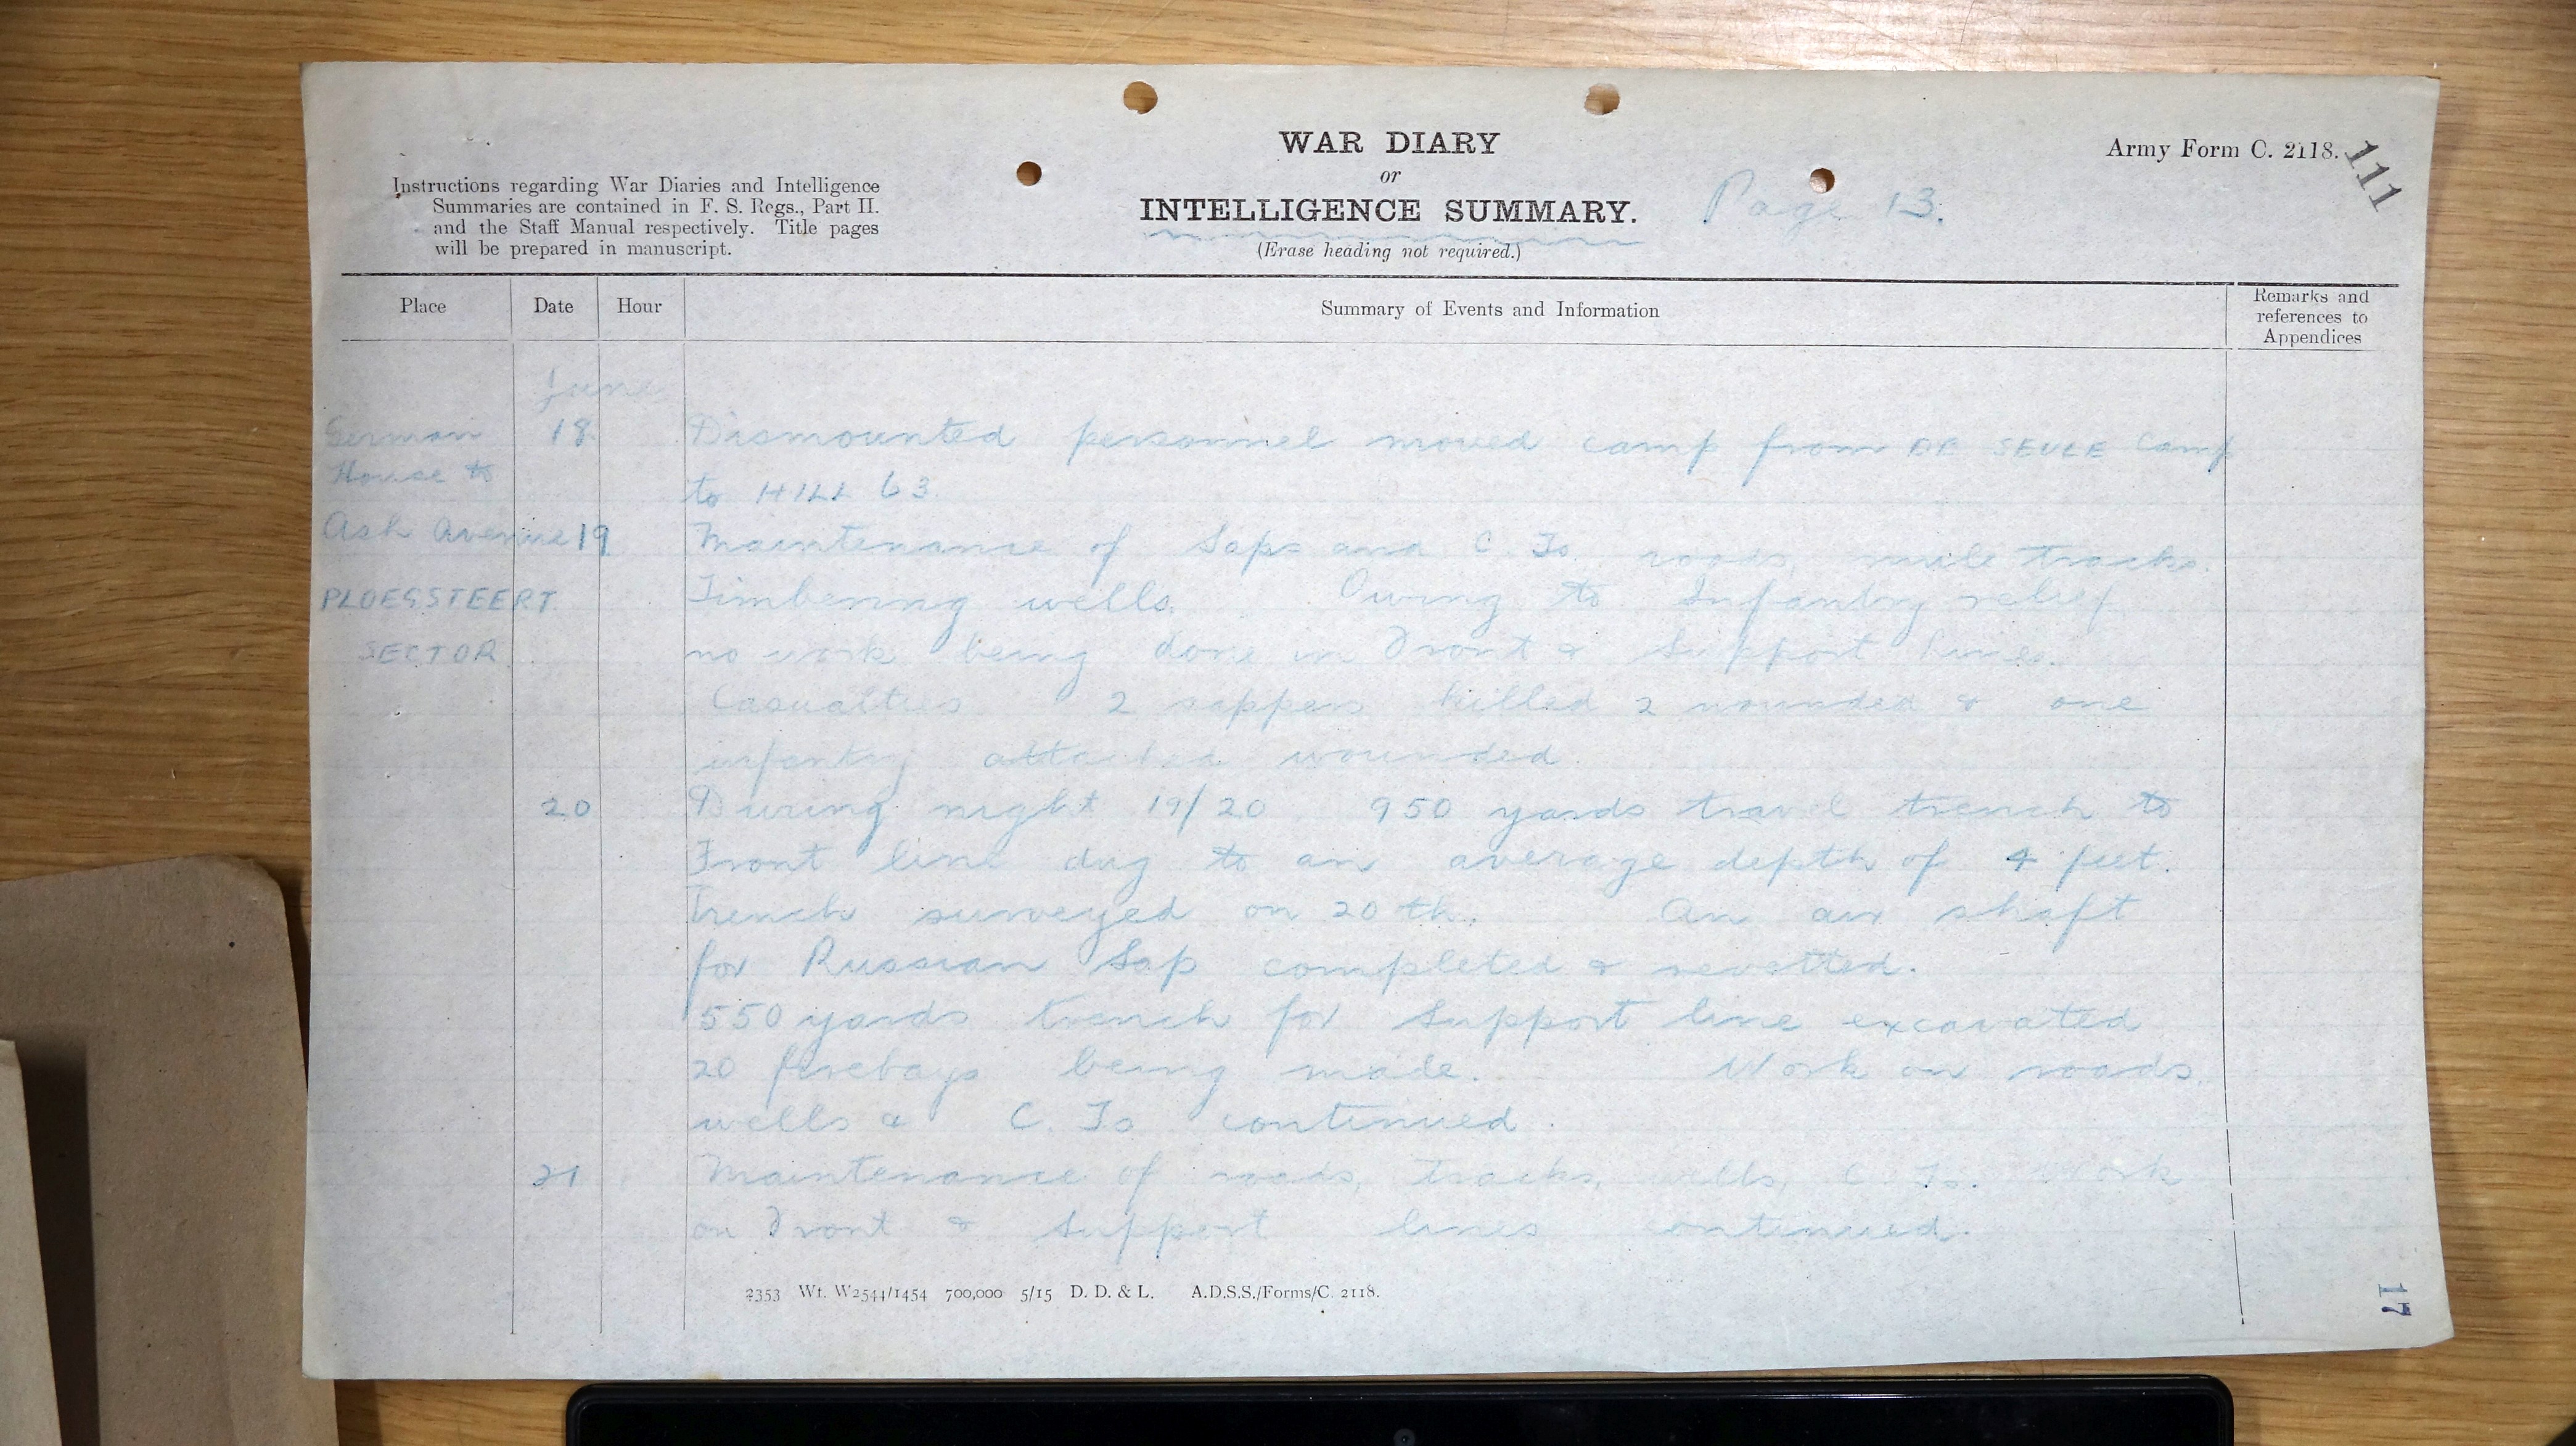 WAR DIARY
or
INTELLIGENCE SUMMARY.
(Erase heading not required.)
Page 13.
Army Form C. 2118.
111
Instructions regarding War Diaries and Intelligence
Summaries are contained in F. S. Regs., Part II.
and the Staff Manual respectively. Title pages
will be prepared in manuscript.
Place Date Hour Summary of Events and Information Remarks and references to Appendices
June
German 18 Dismounted personnel moved camp from DE SEULE Camp
House to to HILL 63.
Ash Avenue 19 Maintenance of Saps and C. Ts. roads, mule tracks.
PLOEGSTEERT Timbering wells. Owing to Infantry relief
SECTOR no work being done in Front & Support lines.
Casualties 2 sappers killed 2 wounded & one
infantry attached wounded
20 During night 19/20 950 yards travel trench to
Front line dug to an average depth of 4 feet.
Trench surveyed on 20th. An air shaft
for Russian Sap completed & revetted.
550 yards trench for Support line excavated
20 firebays being made. Work on roads,
wells & C. Ts continued.
21 Maintenance of roads, tracks, wells, C. Ts. Work
on Front & Support lines continued.
2353 Wt. W2544/1454 700,000 5/15 D. D. & L. A.D.S.S./Forms/C. 2118.
17